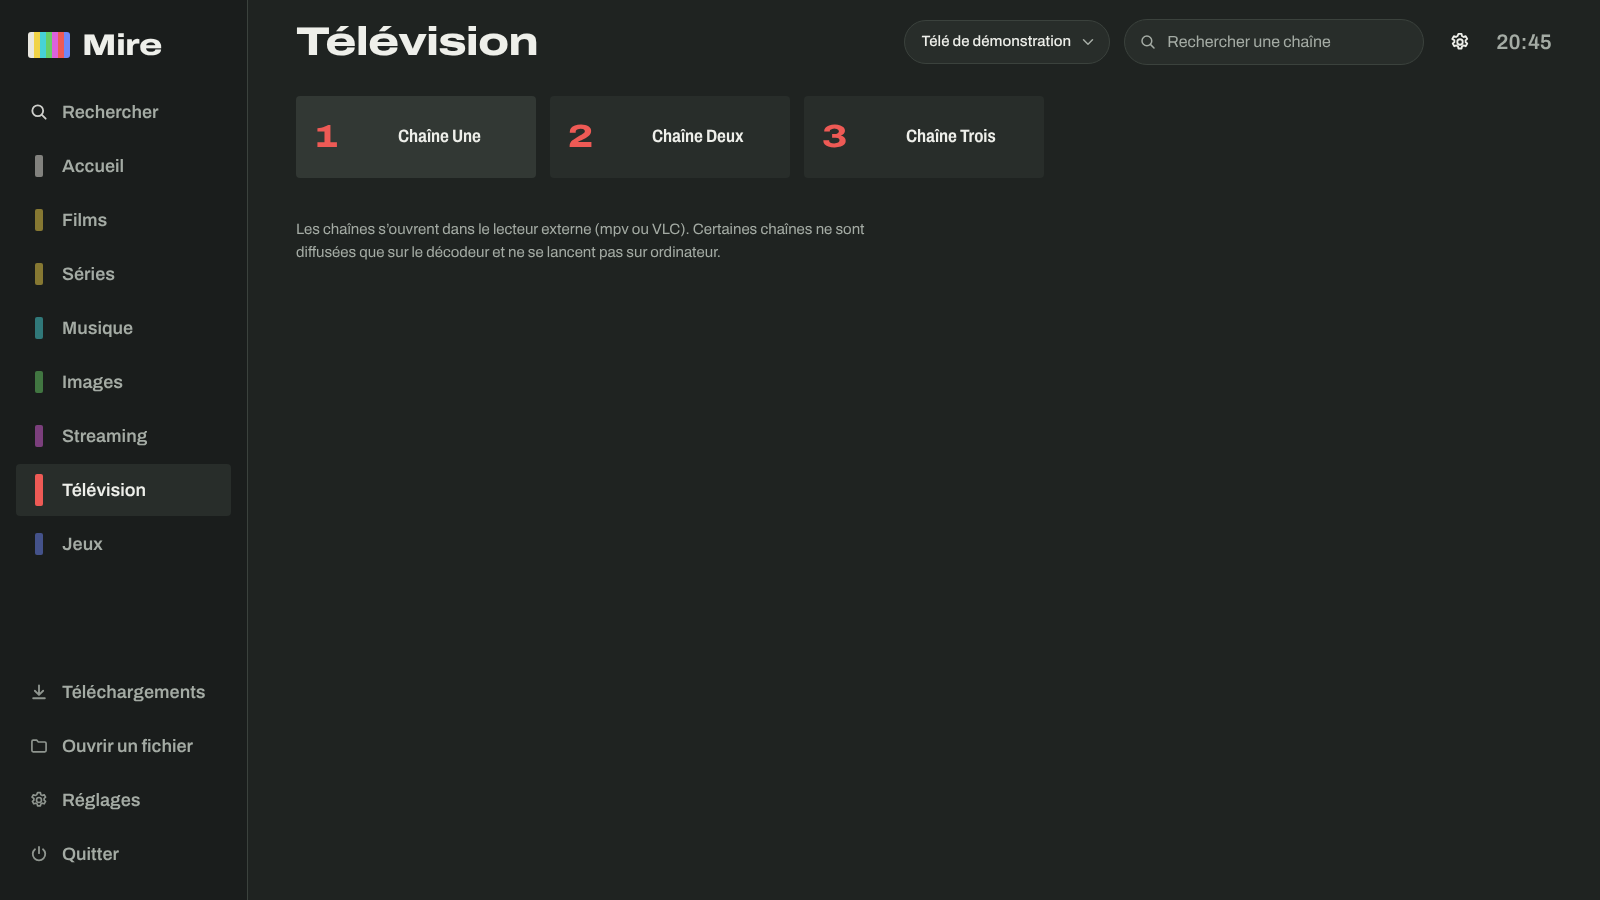 Mire
Rechercher
Accueil
Films
Séries
Musique
Images
Streaming
Télévision
Jeux
Téléchargements
Ouvrir un fichier
Réglages
Quitter
Télévision
Télé de démonstration
Rechercher une chaîne
20:45
1 Chaîne Une
2 Chaîne Deux
3 Chaîne Trois
Les chaînes s’ouvrent dans le lecteur externe (mpv ou VLC). Certaines chaînes ne sont
diffusées que sur le décodeur et ne se lancent pas sur ordinateur.